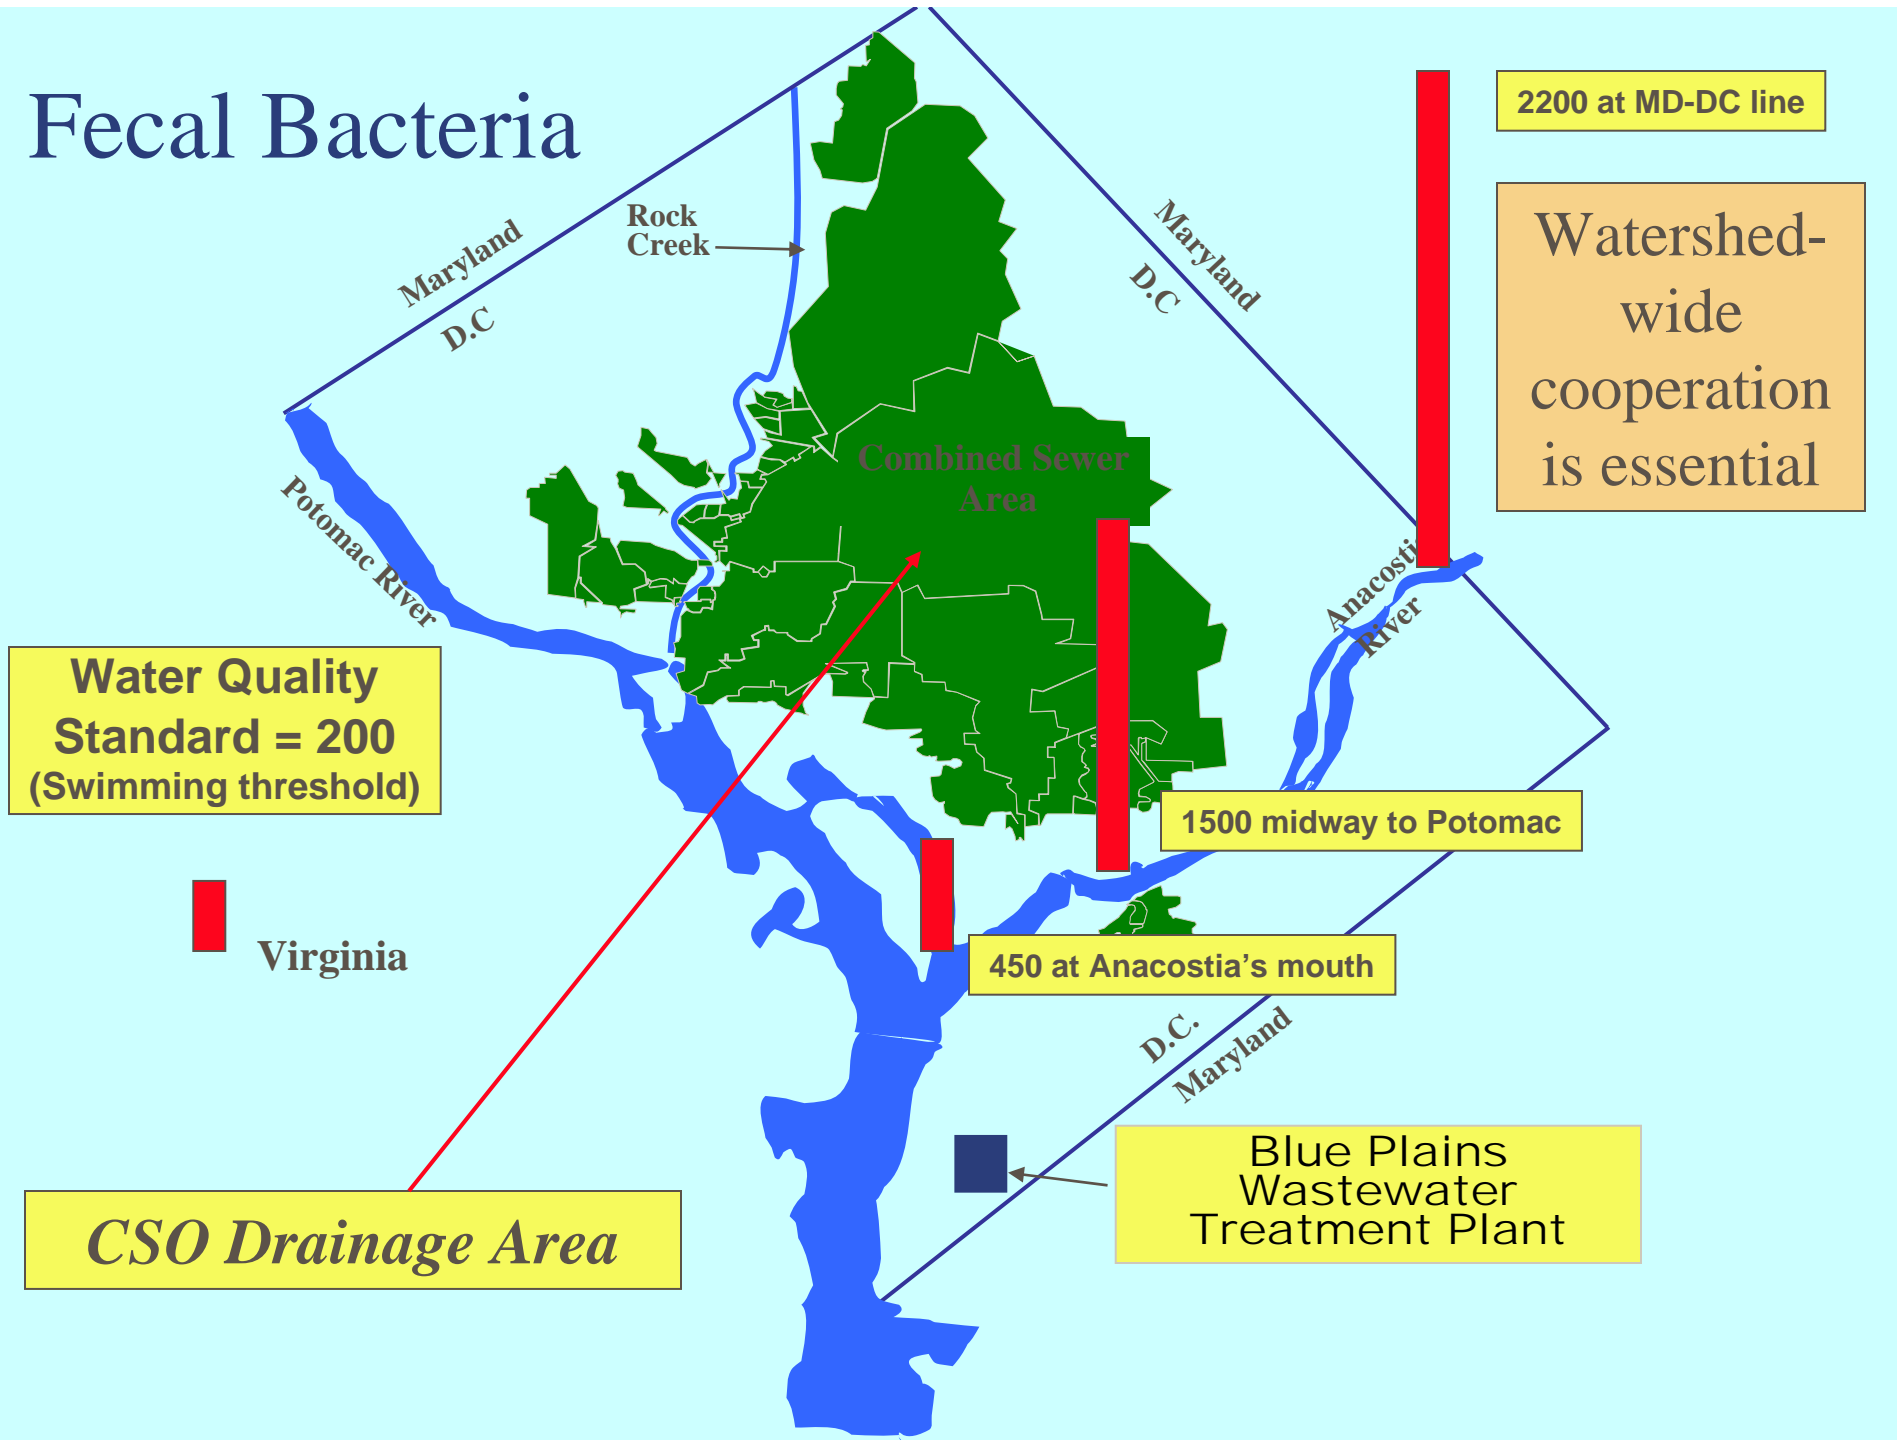 Fecal Bacteria
2200 at MD-DC line
Watershed-
wide
cooperation
is essential
Rock
Creek
Maryland
D.C
Maryland
D.C
Combined Sewer
Area
Potomac River
Anacostia
River
Water Quality
Standard = 200
(Swimming threshold)
1500 midway to Potomac
Virginia
450 at Anacostia’s mouth
D.C.
Maryland
Blue Plains
Wastewater
Treatment Plant
CSO Drainage Area